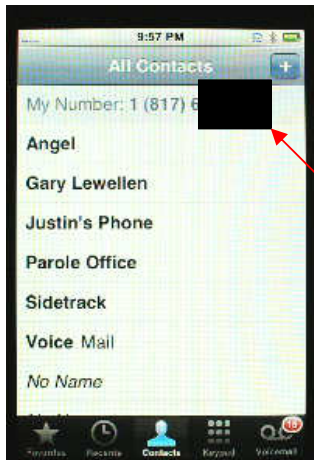 9:57 PM
All Contacts
+
My Number: 1 (817) 6
Angel
Gary Lewellen
Justin's Phone
Parole Office
Sidetrack
Voice Mail
No Name
Favorites Recents Contacts Keypad Voicemail